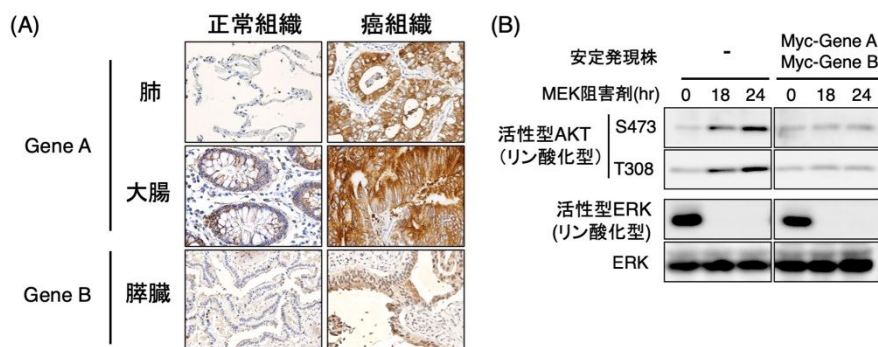 (A)
正常組織 癌組織
Gene A
肺
大腸
Gene B
膵臓
(B)
安定発現株 - Myc-Gene A
Myc-Gene B
MEK阻害剤(hr) 0 18 24 0 18 24
活性型AKT
(リン酸化型)
S473
T308
活性型ERK
(リン酸化型)
ERK